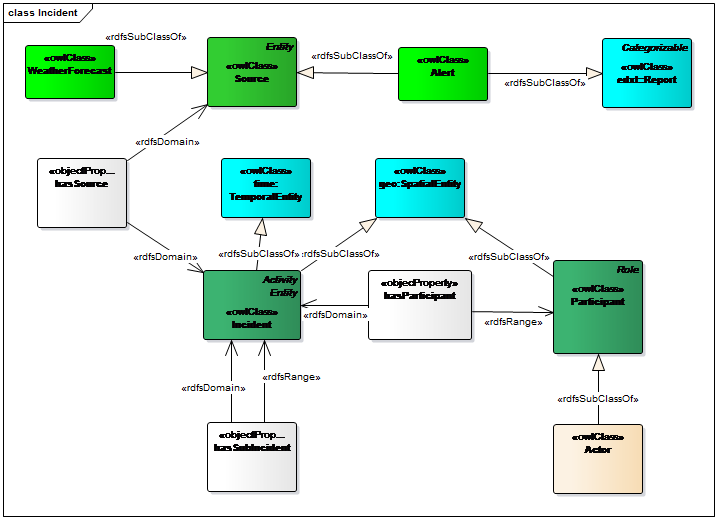 class Incident
«rdfsSubClassOf»
Entity
«owlClass»
Source
«owlClass»
WeatherForecast
«rdfsSubClassOf»
«owlClass»
Alert
«rdfsSubClassOf»
Categorizable
«owlClass»
edxl::Report
«rdfsDomain»
«objectProp...
hasSource
«owlClass»
time:
TemporalEntity
«owlClass»
geo::SpatialEntity
«rdfsDomain»
«rdfsSubClassOf»
«rdfsSubClassOf»
«rdfsSubClassOf»
Activity
Entity
«owlClass»
Incident
«objecProperty»
hasParticipant
«rdfsDomain»
«rdfsRange»
Role
«owlClass»
Participant
«rdfsDomain»
«rdfsRange»
«rdfsSubClassOf»
«objectProp...
hasSubIncident
«owlClass»
Actor